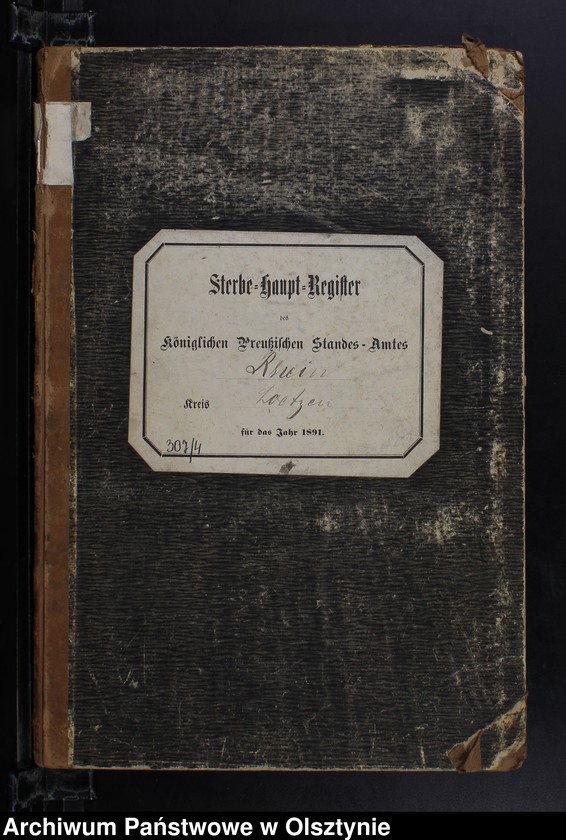 Sterbe-Haupt-Register
des
Königlichen Preußischen Standes-Amtes
Rhein
Kreis Loetzen
für das Jahr 1891.
307/4
Archiwum Państwowe w Olsztynie